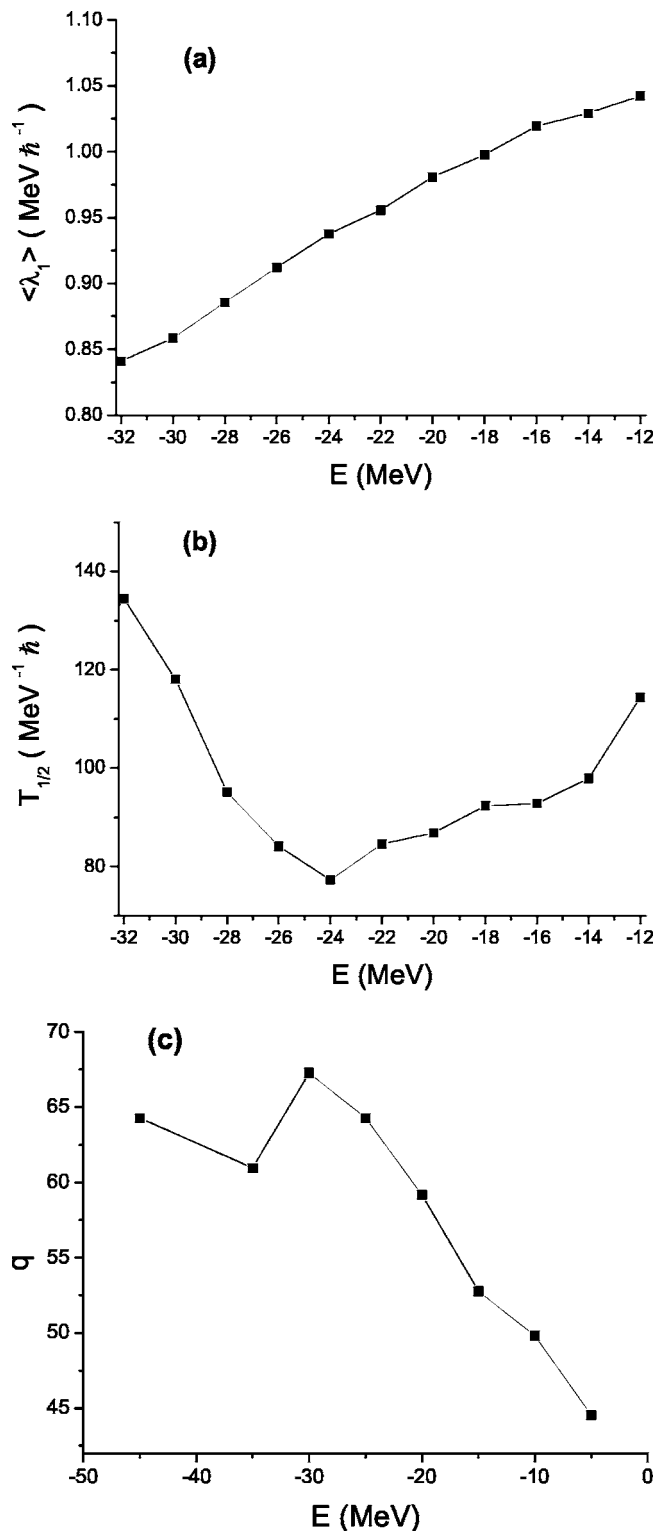 (a)
<λ₁> ( MeV ℏ⁻¹ )
1.10
1.05
1.00
0.95
0.90
0.85
0.80
-32 -30 -28 -26 -24 -22 -20 -18 -16 -14 -12
E (MeV)
(b)
T₁/₂ ( MeV⁻¹ ℏ )
140
120
100
80
-32 -30 -28 -26 -24 -22 -20 -18 -16 -14 -12
E (MeV)
(c)
q
70
65
60
55
50
45
-50 -40 -30 -20 -10 0
E (MeV)